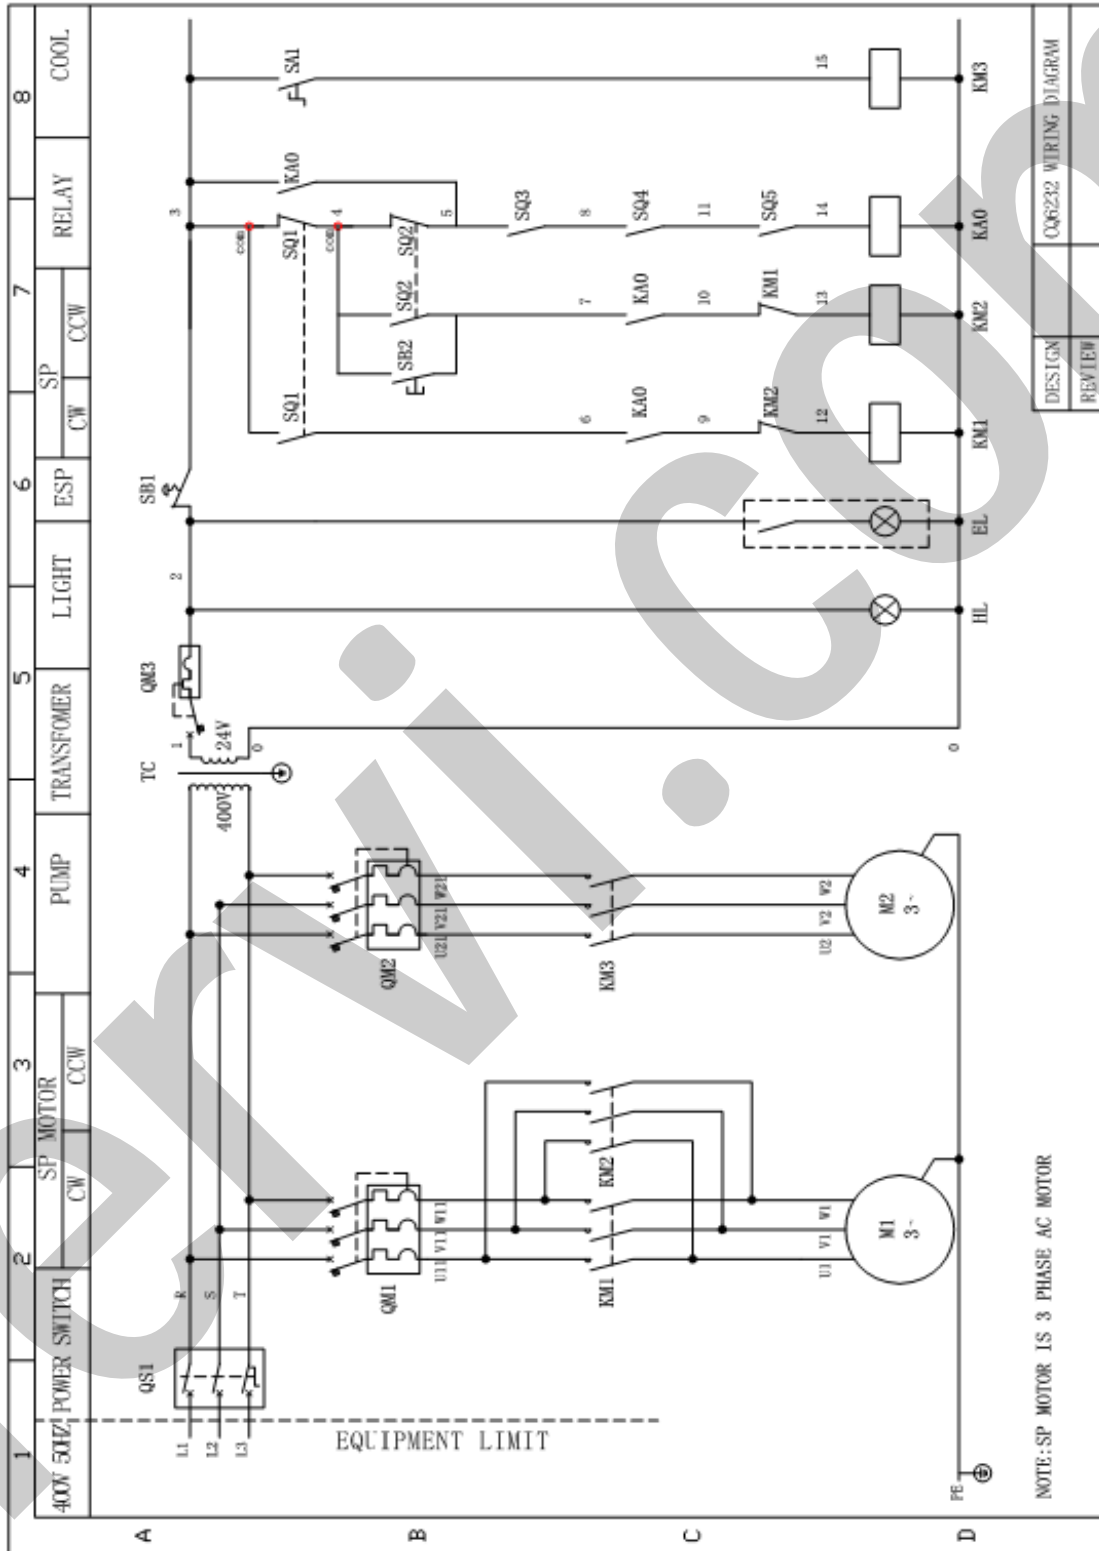 1 2 3 4 5 6 7 8
400V 50HZ POWER SWITCH
SP MOTOR
CW CCW
PUMP
TRANSFOMER
LIGHT
ESP
SP
CW CCW
RELAY
COOL
A
B
C
D
L1
L2
L3
QS1
R
S
T
EQUIPMENT LIMIT
QM1
U11 V11 W11
KM1
KM2
U1 V1 W1
M1
3~
QM2
U21 V21 W21
KM3
U2 V2 W2
M2
3~
PE
TC
400V
24V
1
0
0
QM3
2
SB1
HL
EL
3
com
SQ1
SQ1
com
4
SB2
SQ2
SQ2
5
KA0
6
KA0
9
KM2
12
KM1
7
KA0
10
KM1
13
KM2
SQ3
8
SQ4
11
SQ5
14
KA0
SA1
15
KM3
NOTE:SP MOTOR IS 3 PHASE AC MOTOR
DESIGN
CQ6232 WIRING DIAGRAM
REVIEW
ervi.com